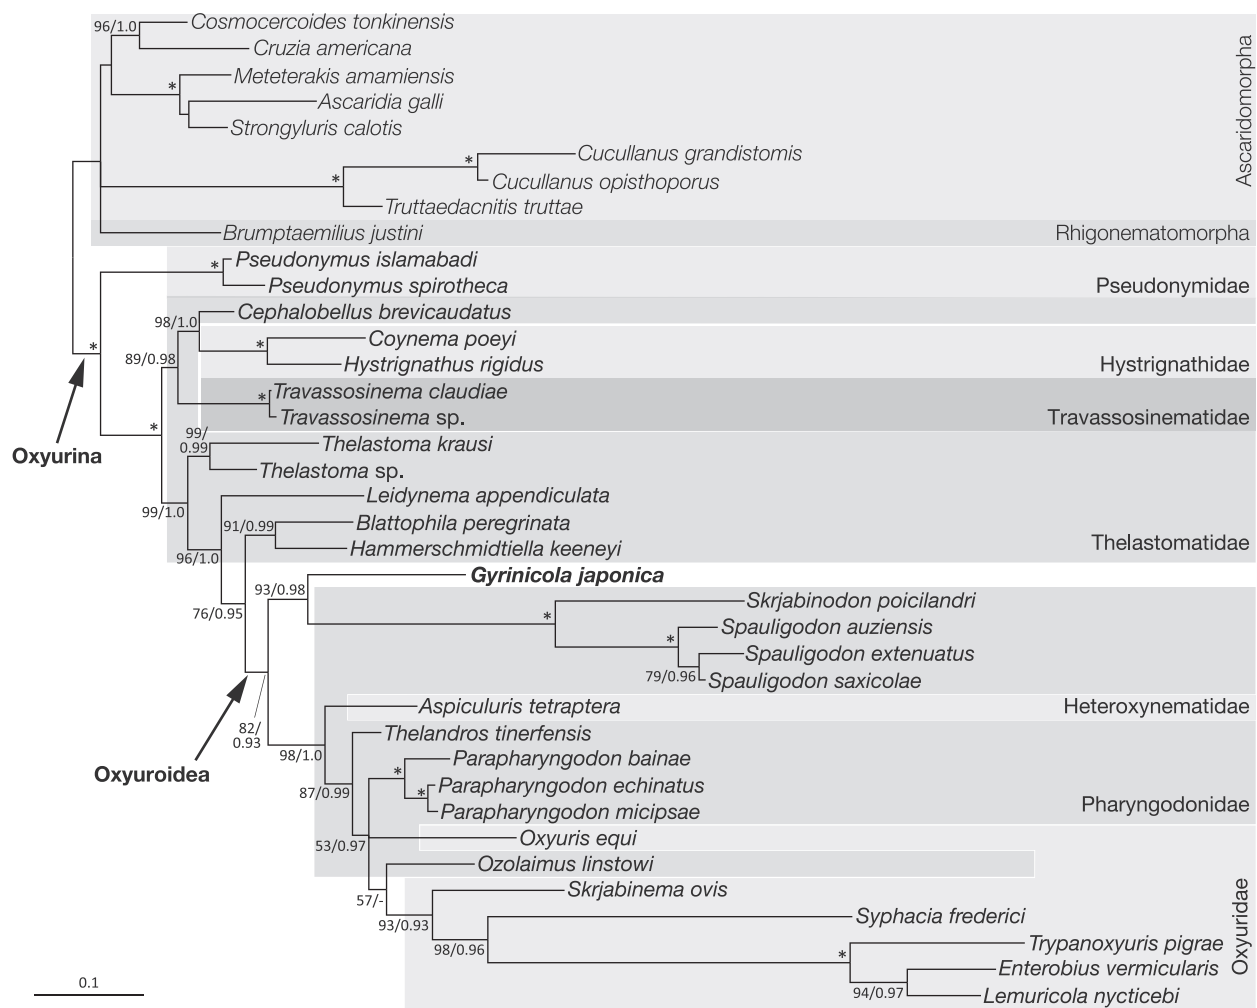 96/1.0
Cosmocercoides tonkinensis
Cruzia americana
*
Meteterakis amamiensis
Ascaridia galli
Strongyluris calotis
Ascaridomorpha
*
*
Cucullanus grandistomis
Cucullanus opisthoporus
Truttaedacnitis truttae
Brumptaemilius justini
Rhigonematomorpha
*
Pseudonymus islamabadi
Pseudonymus spirotheca
Pseudonymidae
98/1.0
Cephalobellus brevicaudatus
*
89/0.98
*
Coynema poeyi
Hystrignathus rigidus
Hystrignathidae
*
Travassosinema claudiae
Travassosinema sp.
Travassosinematidae
*
Oxyurina
99/
0.99
Thelastoma krausi
Thelastoma sp.
99/1.0
Leidynema appendiculata
91/0.99
Blattophila peregrinata
Hammerschmidtiella keeneyi
Thelastomatidae
96/1.0
93/0.98
Gyrinicola japonica
76/0.95
*
Skrjabinodon poicilandri
*
Spauligodon auziensis
Spauligodon extenuatus
79/0.96
Spauligodon saxicolae
Aspiculuris tetraptera
Heteroxynematidae
82/
0.93
Oxyuroidea
98/1.0
Thelandros tinerfensis
*
Parapharyngodon bainae
87/0.99
*
Parapharyngodon echinatus
Parapharyngodon micipsae
Pharyngodonidae
53/0.97
Oxyuris equi
Ozolaimus linstowi
57/-
Skrjabinema ovis
93/0.93
Syphacia frederici
98/0.96
*
Trypanoxyuris pigrae
Enterobius vermicularis
94/0.97
Lemuricola nycticebi
Oxyuridae
0.1